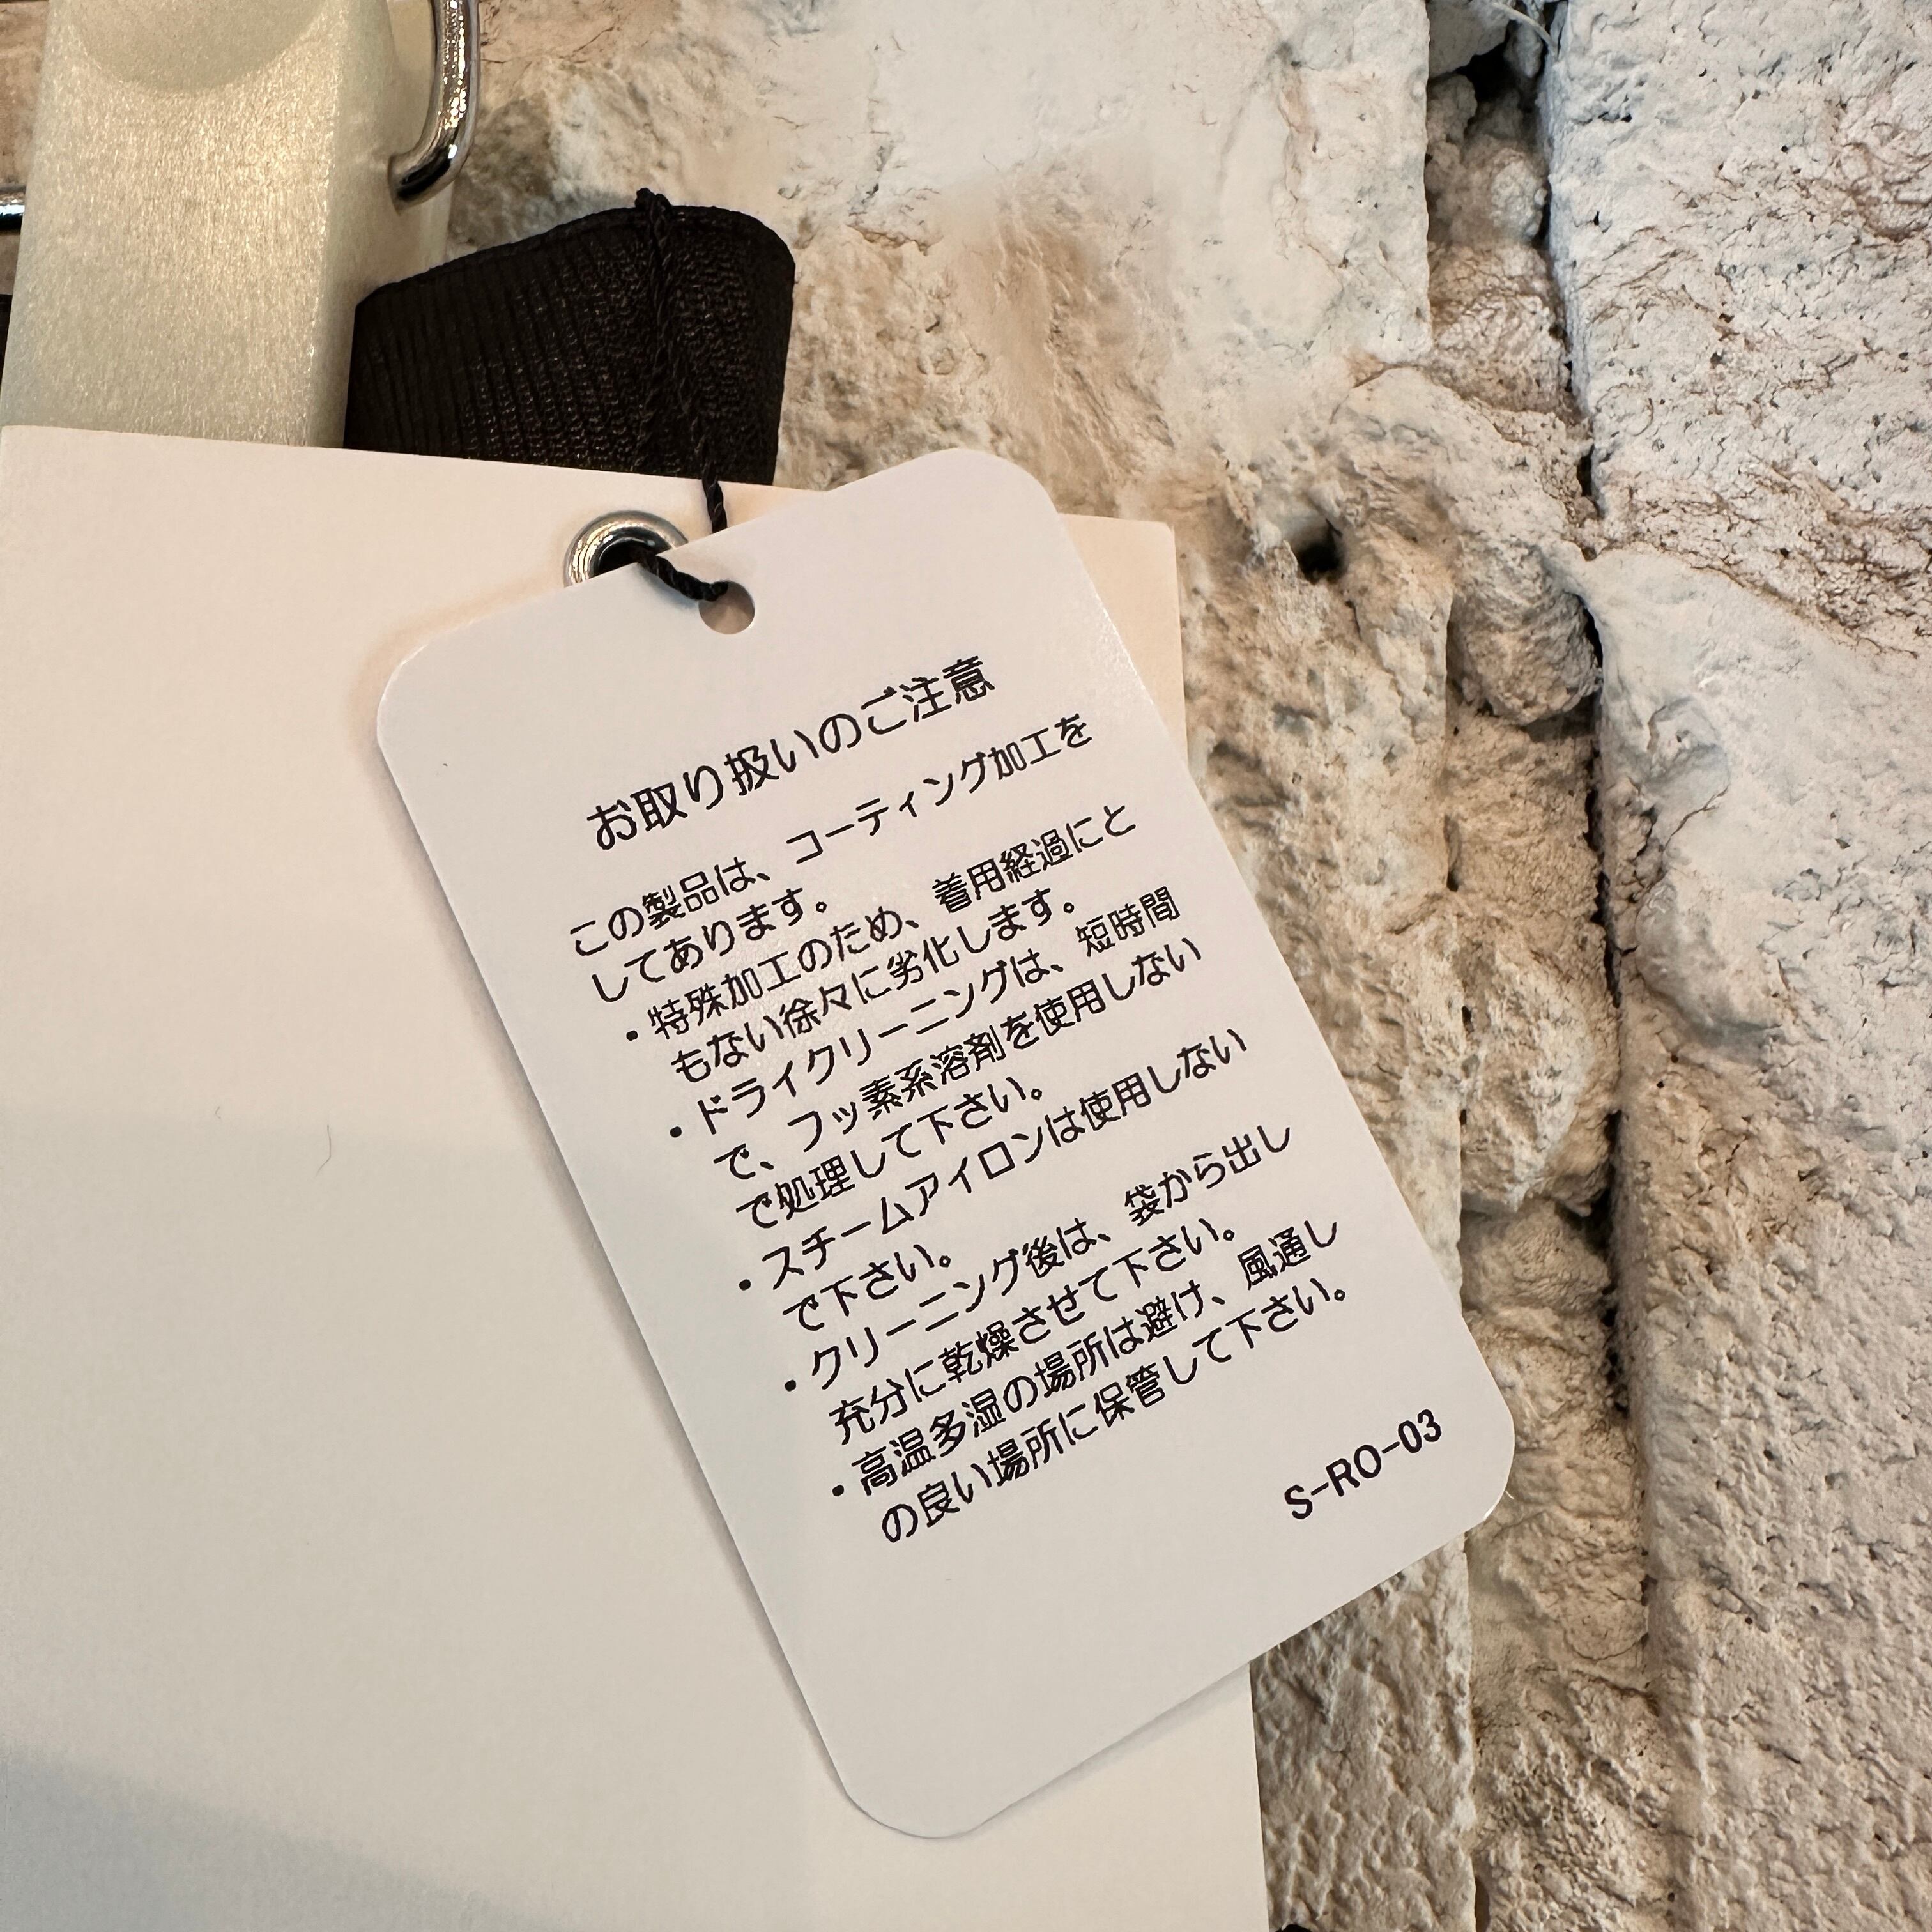 お取り扱いのご注意
この製品は、コーティング加工を
してあります。
・特殊加工のため、着用経過にと
もない徐々に劣化します。
・ドライクリーニングは、短時間
で、フッ素系溶剤を使用しない
で処理して下さい。
・スチームアイロンは使用しない
で下さい。
・クリーニング後は、袋から出し
充分に乾燥させて下さい。
・高温多湿の場所は避け、風通し
の良い場所に保管して下さい。
S-RO-03